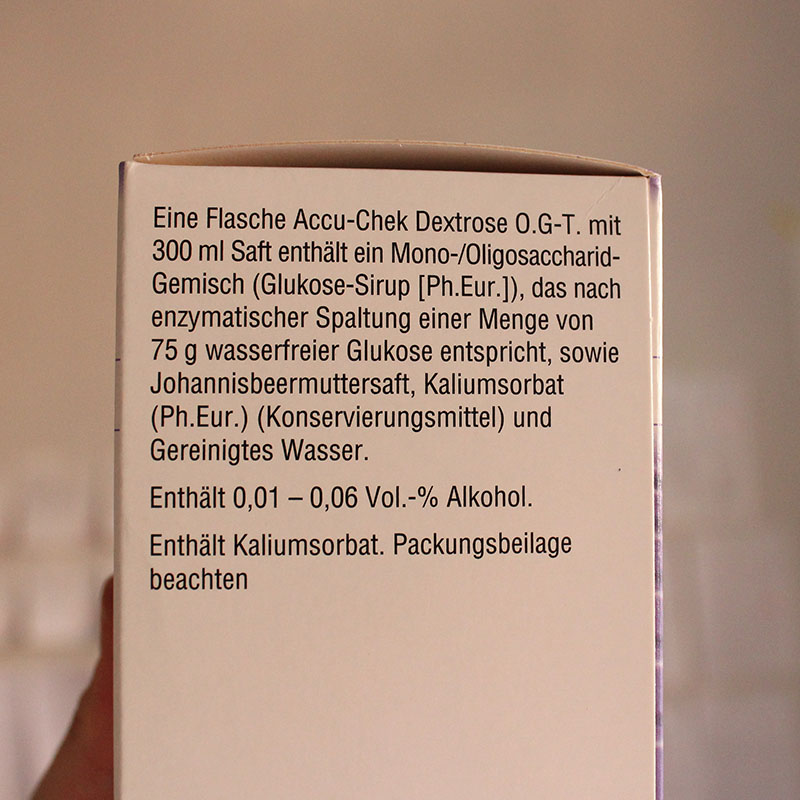 Eine Flasche Accu-Chek Dextrose O.G-T. mit
300 ml Saft enthält ein Mono-/Oligosaccharid-
Gemisch (Glukose-Sirup [Ph.Eur.]), das nach
enzymatischer Spaltung einer Menge von
75 g wasserfreier Glukose entspricht, sowie
Johannisbeermuttersaft, Kaliumsorbat
(Ph.Eur.) (Konservierungsmittel) und
Gereinigtes Wasser.
Enthält 0,01 – 0,06 Vol.-% Alkohol.
Enthält Kaliumsorbat. Packungsbeilage
beachten